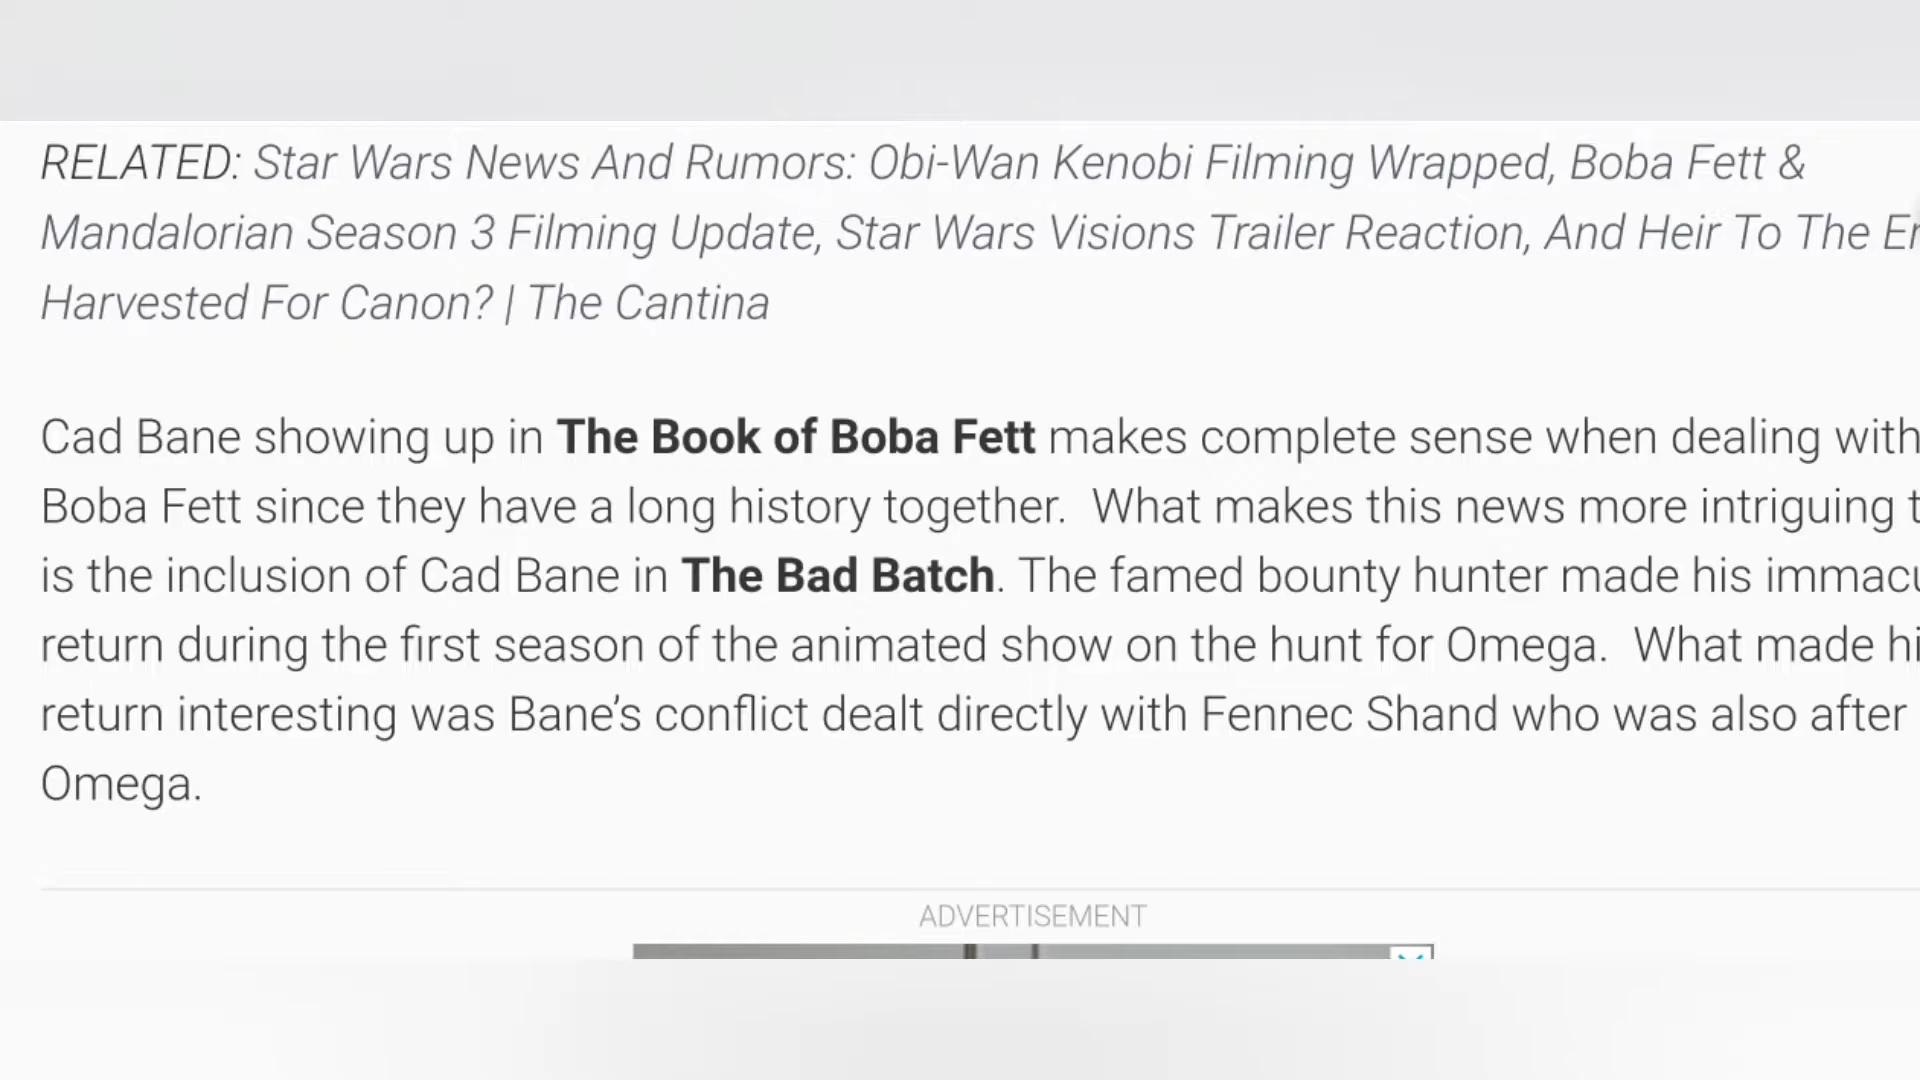 RELATED: Star Wars News And Rumors: Obi-Wan Kenobi Filming Wrapped, Boba Fett &
Mandalorian Season 3 Filming Update, Star Wars Visions Trailer Reaction, And Heir To The
Harvested For Canon? | The Cantina
Cad Bane showing up in The Book of Boba Fett makes complete sense when dealing with
Boba Fett since they have a long history together.  What makes this news more intriguing
is the inclusion of Cad Bane in The Bad Batch. The famed bounty hunter made his
return during the first season of the animated show on the hunt for Omega.  What made
return interesting was Bane’s conflict dealt directly with Fennec Shand who was also after
Omega.
ADVERTISEMENT